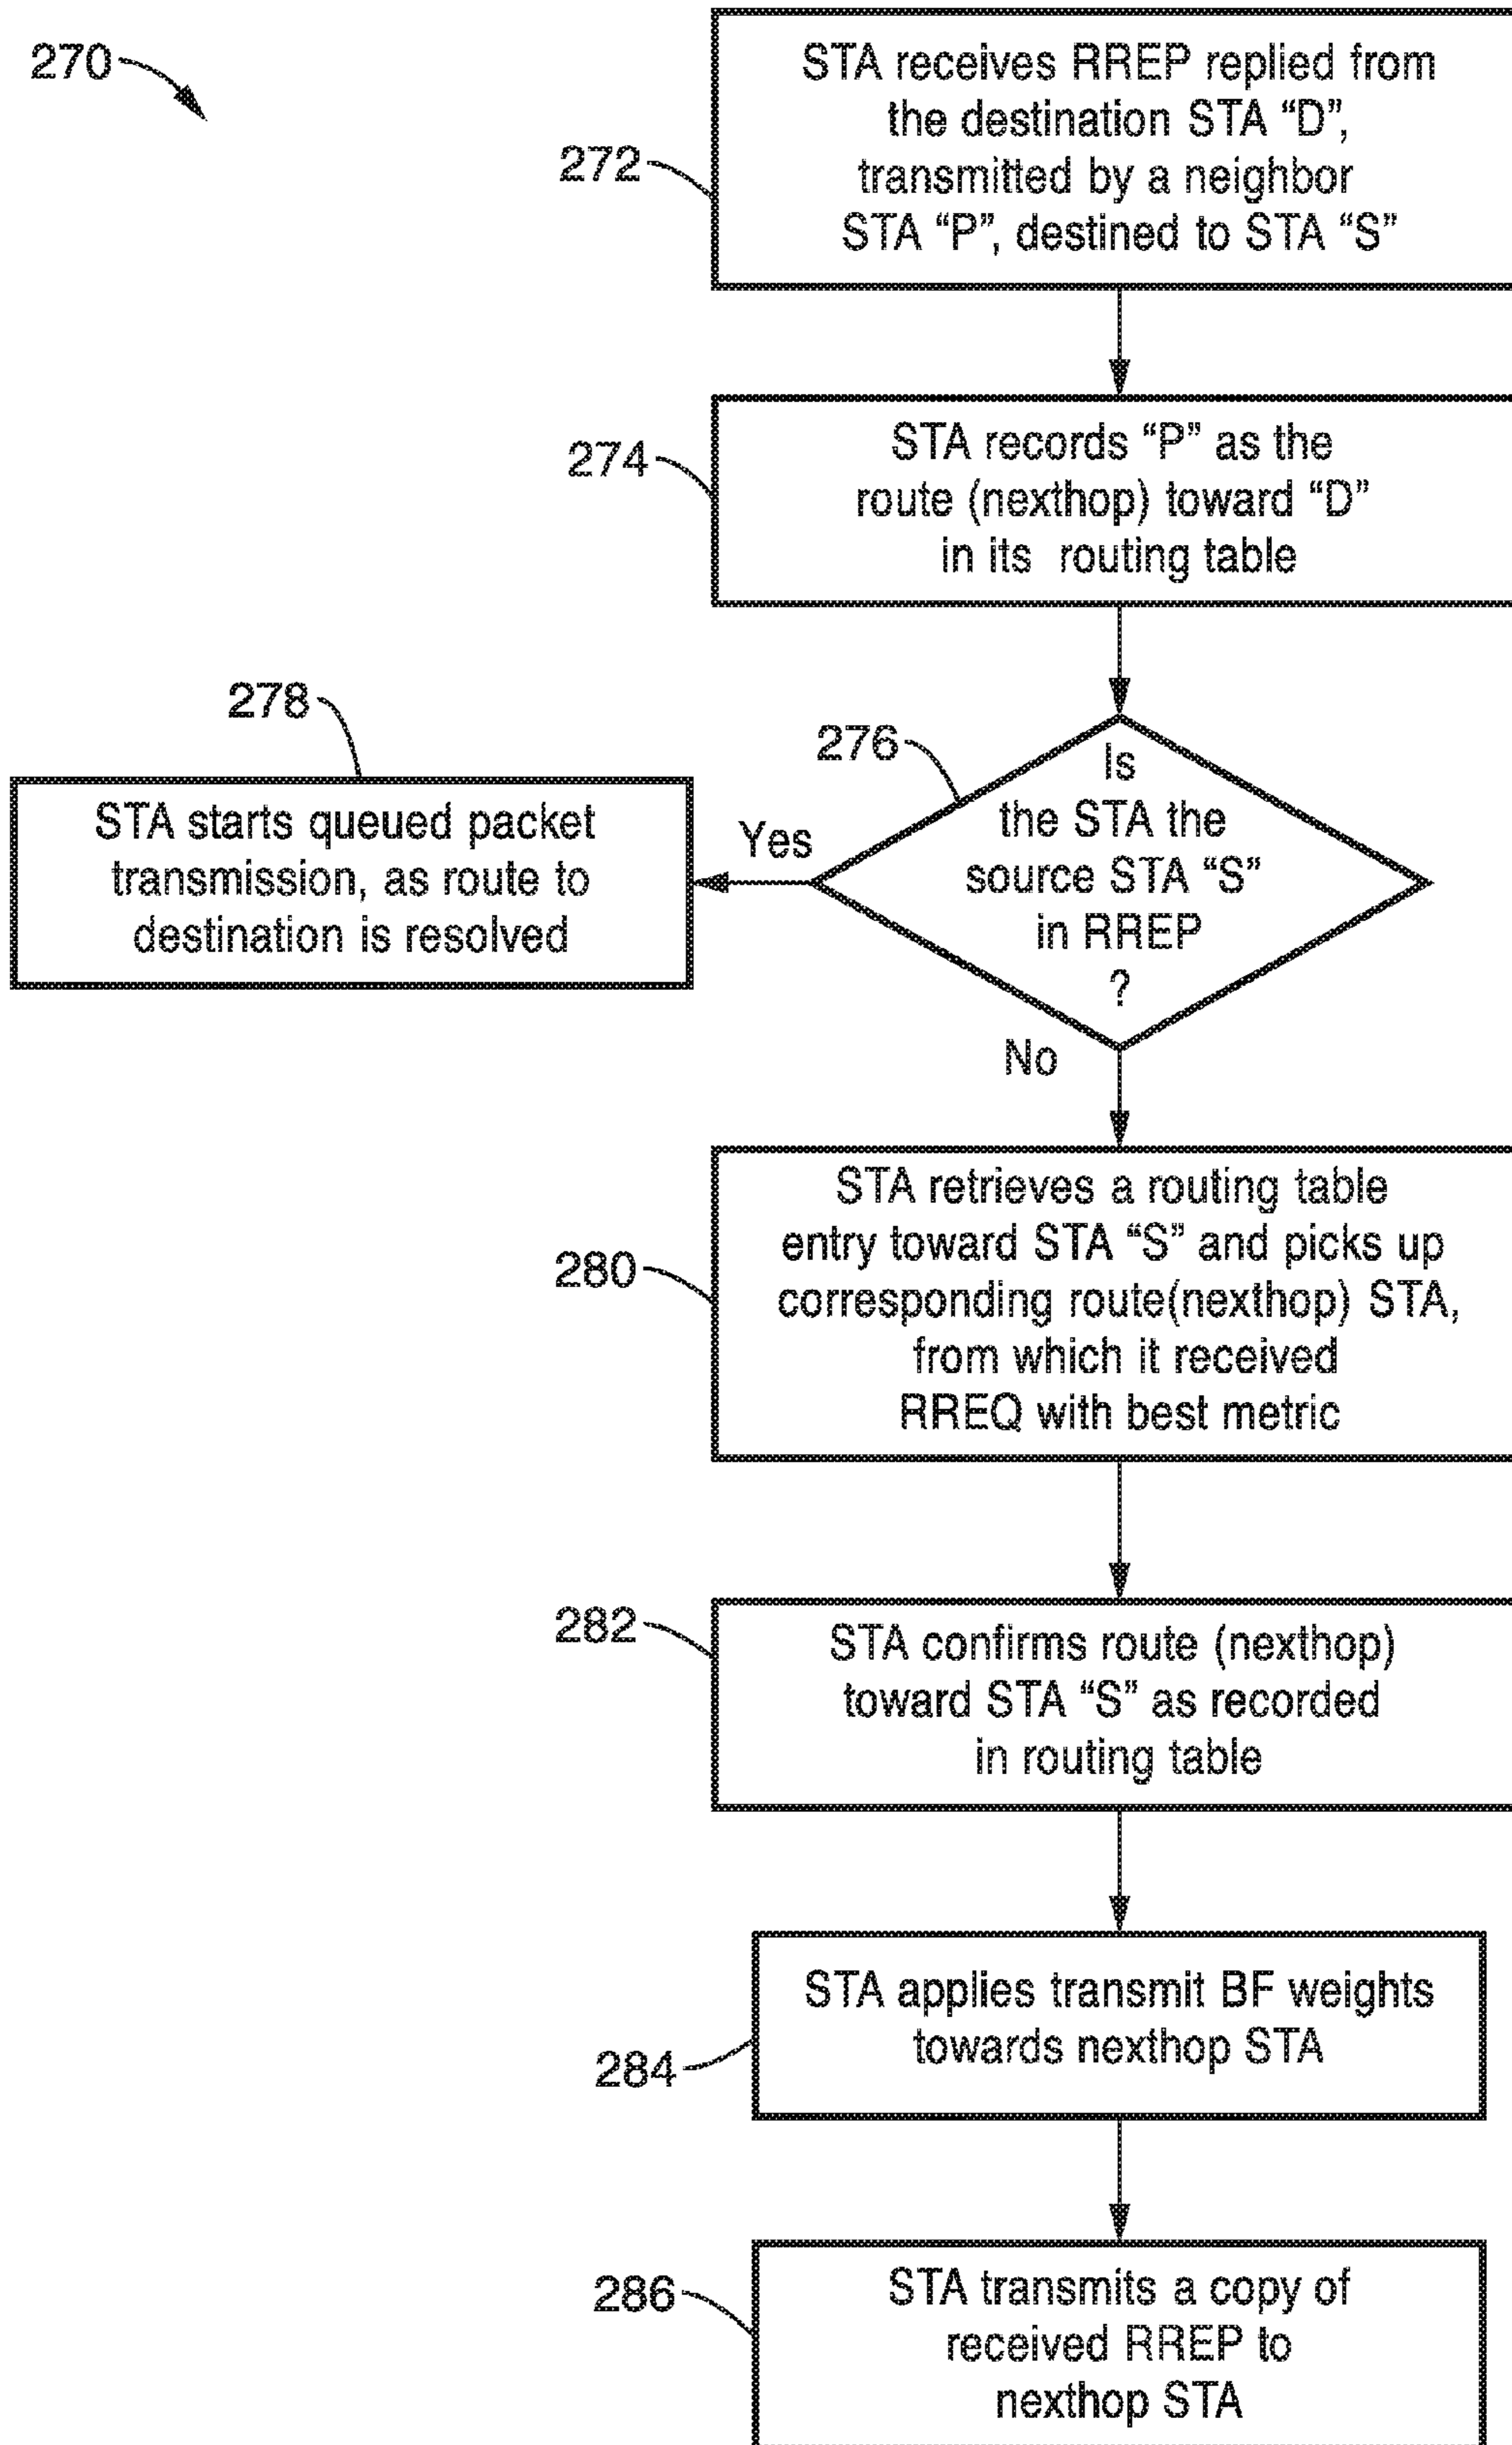 270
STA receives RREP replied from
the destination STA “D”,
transmitted by a neighbor
STA “P”, destined to STA “S”
272
STA records “P” as the
route (nexthop) toward “D”
in its routing table
274
Is
the STA the
source STA “S”
in RREP
?
276
Yes
278
STA starts queued packet
transmission, as route to
destination is resolved
No
STA retrieves a routing table
entry toward STA “S” and picks up
corresponding route(nexthop) STA,
from which it received
RREQ with best metric
280
STA confirms route (nexthop)
toward STA “S” as recorded
in routing table
282
STA applies transmit BF weights
towards nexthop STA
284
STA transmits a copy of
received RREP to
nexthop STA
286